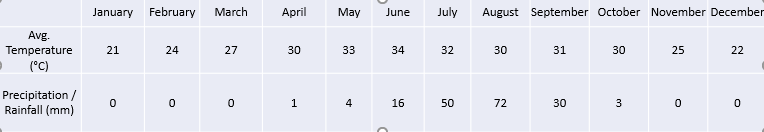 January February March April May June July August September October November December
Avg.
Temperature
(°C)
21 24 27 30 33 34 32 30 31 30 25 22
Precipitation /
Rainfall (mm)
0 0 0 1 4 16 50 72 30 3 0 0